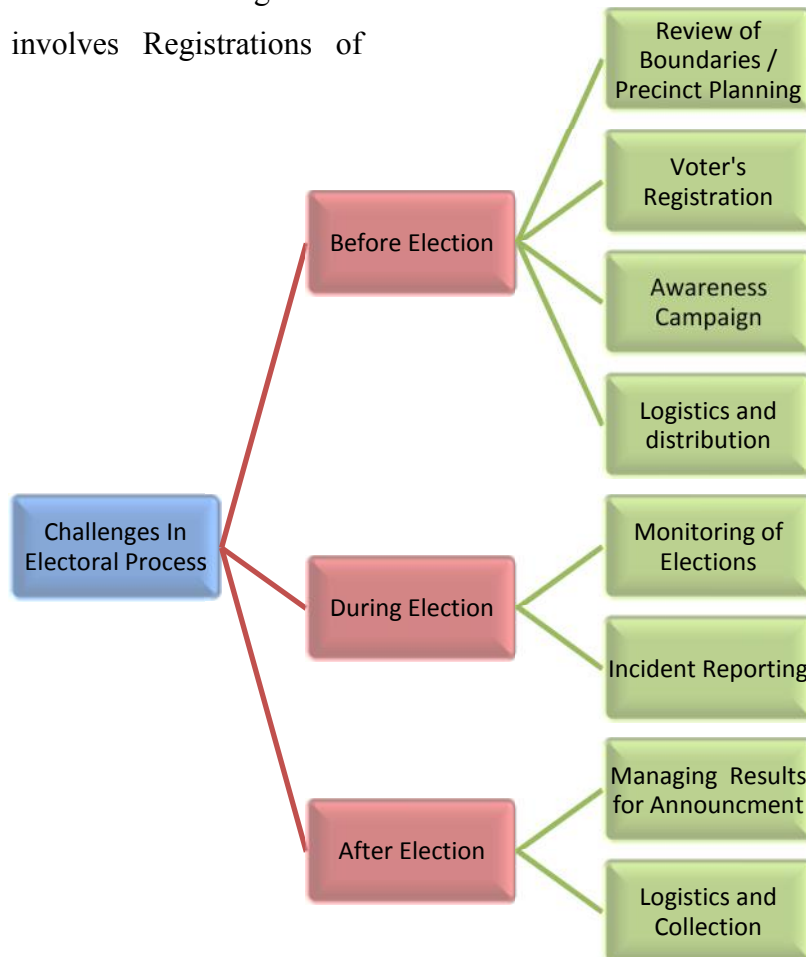 involves Registrations of
Review of
Boundaries /
Precinct Planning
Voter's
Registration
Before Election
Awareness
Campaign
Logistics and
distribution
Challenges In
Electoral Process
Monitoring of
Elections
During Election
Incident Reporting
Managing Results
for Announcment
After Election
Logistics and
Collection